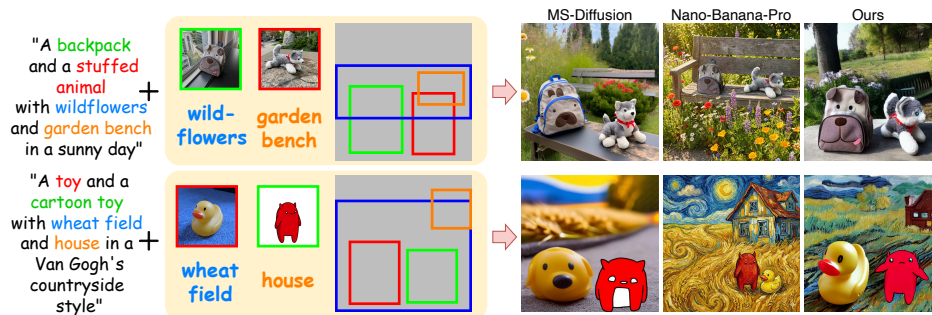 MS-Diffusion Nano-Banana-Pro Ours
"A backpack
and a stuffed
animal
with wildflowers
and garden bench
in a sunny day"
+
wild-
flowers
garden
bench
"A toy and a
cartoon toy
with wheat field
and house in a
Van Gogh's
countryside
style"
+
wheat
field
house